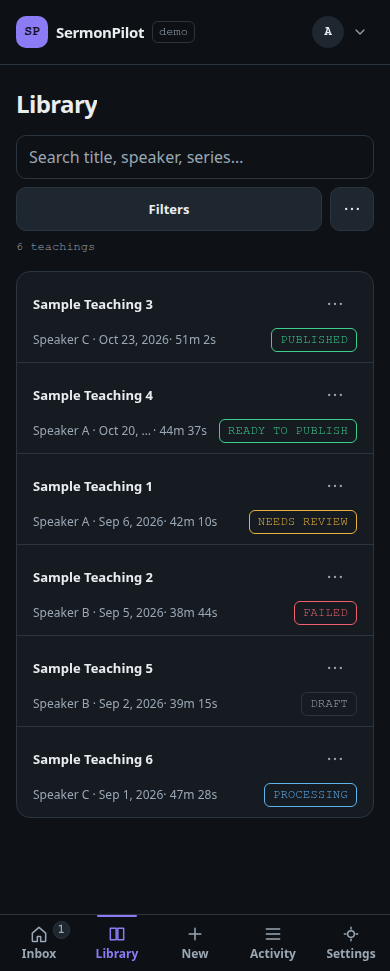 SP SermonPilot demo A
Library
Search title, speaker, series...
Filters ···
6 teachings
Sample Teaching 3 ···
Speaker C · Oct 23, 2026· 51m 2s PUBLISHED
Sample Teaching 4 ···
Speaker A · Oct 20, ... · 44m 37s READY TO PUBLISH
Sample Teaching 1 ···
Speaker A · Sep 6, 2026· 42m 10s NEEDS REVIEW
Sample Teaching 2 ···
Speaker B · Sep 5, 2026· 38m 44s FAILED
Sample Teaching 5 ···
Speaker B · Sep 2, 2026· 39m 15s DRAFT
Sample Teaching 6 ···
Speaker C · Sep 1, 2026· 47m 28s PROCESSING
1
Inbox Library New Activity Settings